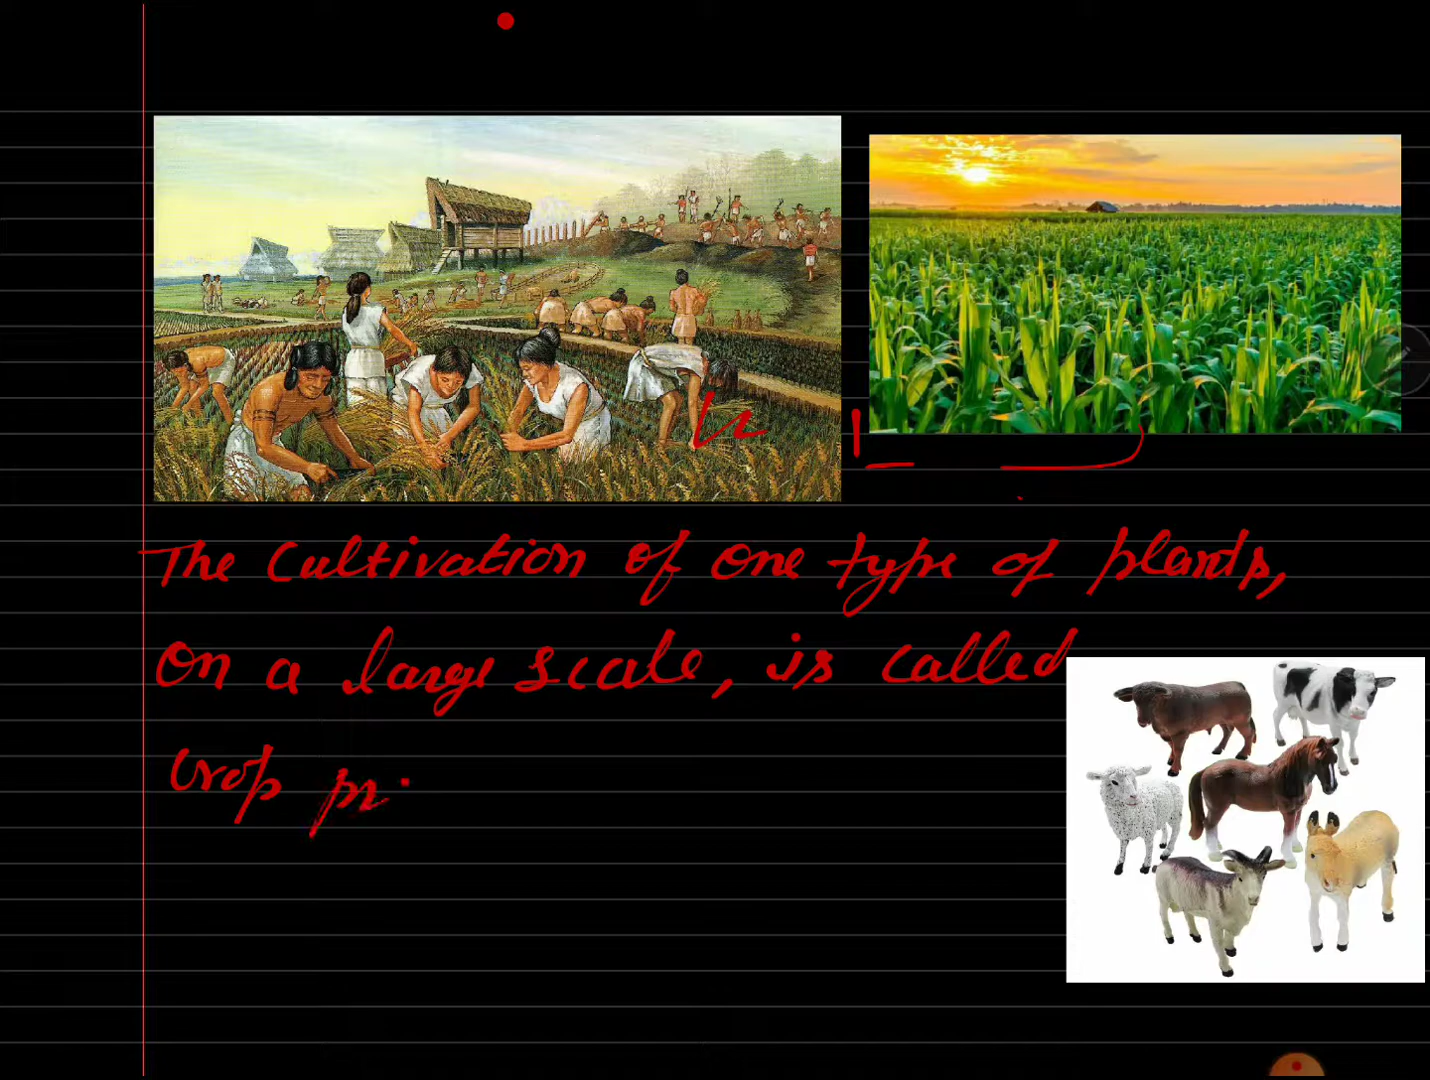 The Cultivation of one type of plants,
on a large scale, is called
crop pr